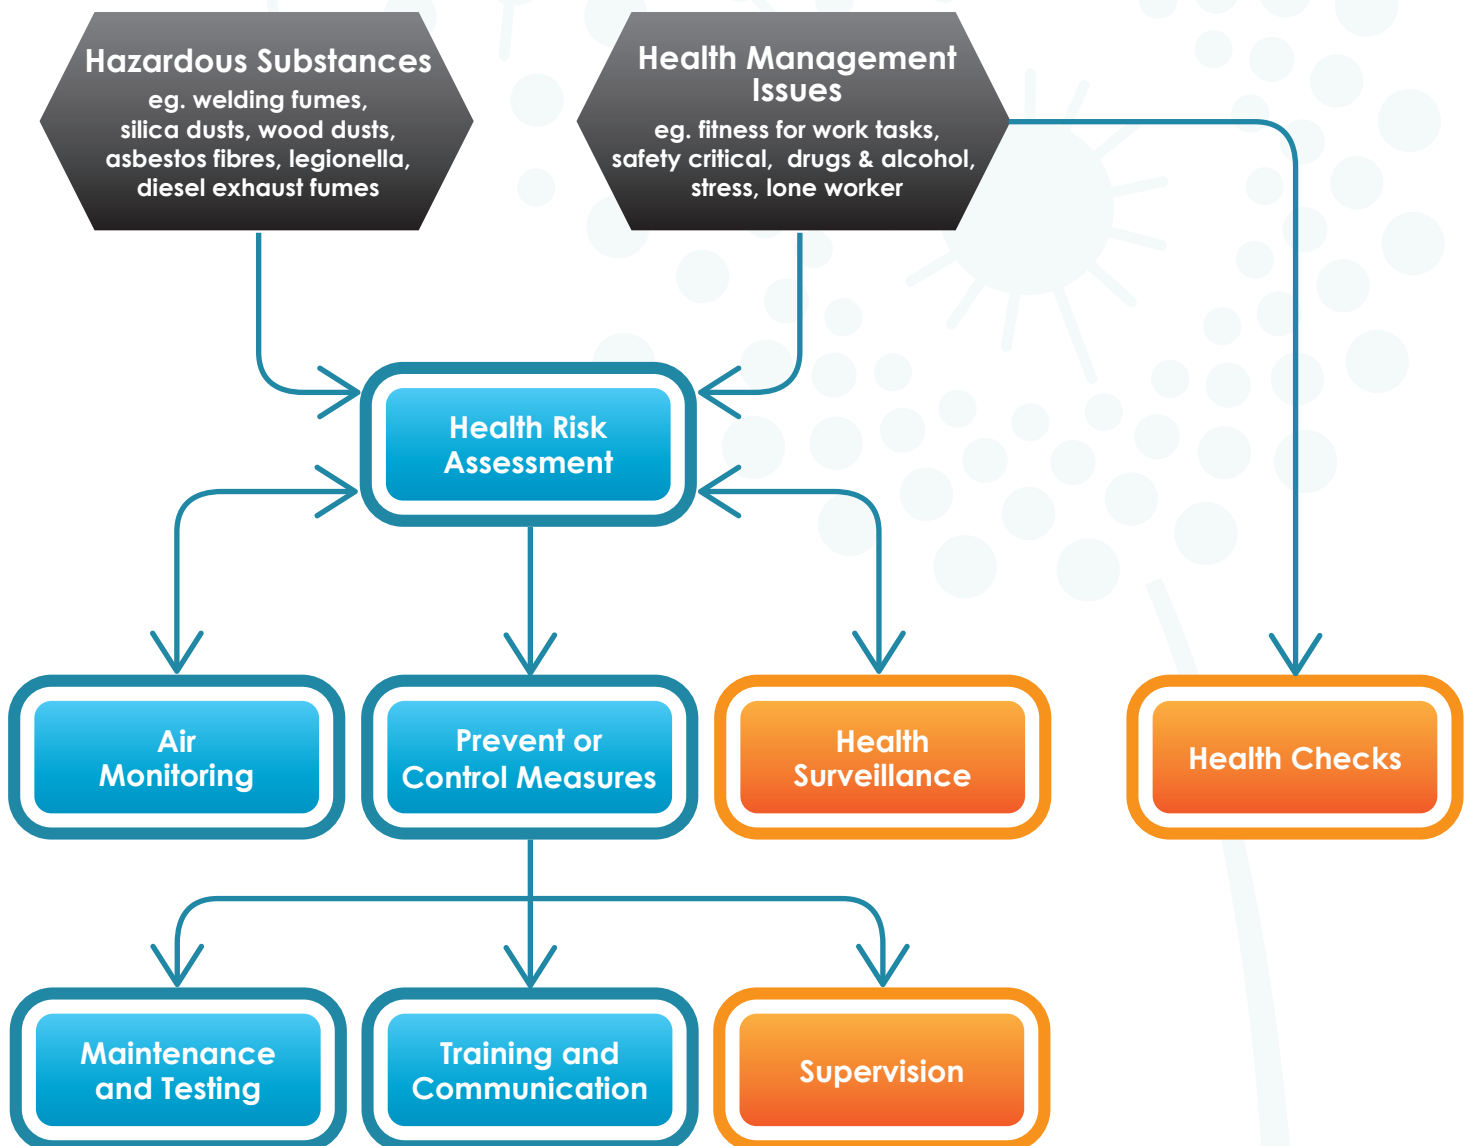 Hazardous Substances
eg. welding fumes,
silica dusts, wood dusts,
asbestos fibres, legionella,
diesel exhaust fumes
Health Management
Issues
eg. fitness for work tasks,
safety critical, drugs & alcohol,
stress, lone worker
Health Risk
Assessment
Air
Monitoring
Prevent or
Control Measures
Health
Surveillance
Health Checks
Maintenance
and Testing
Training and
Communication
Supervision